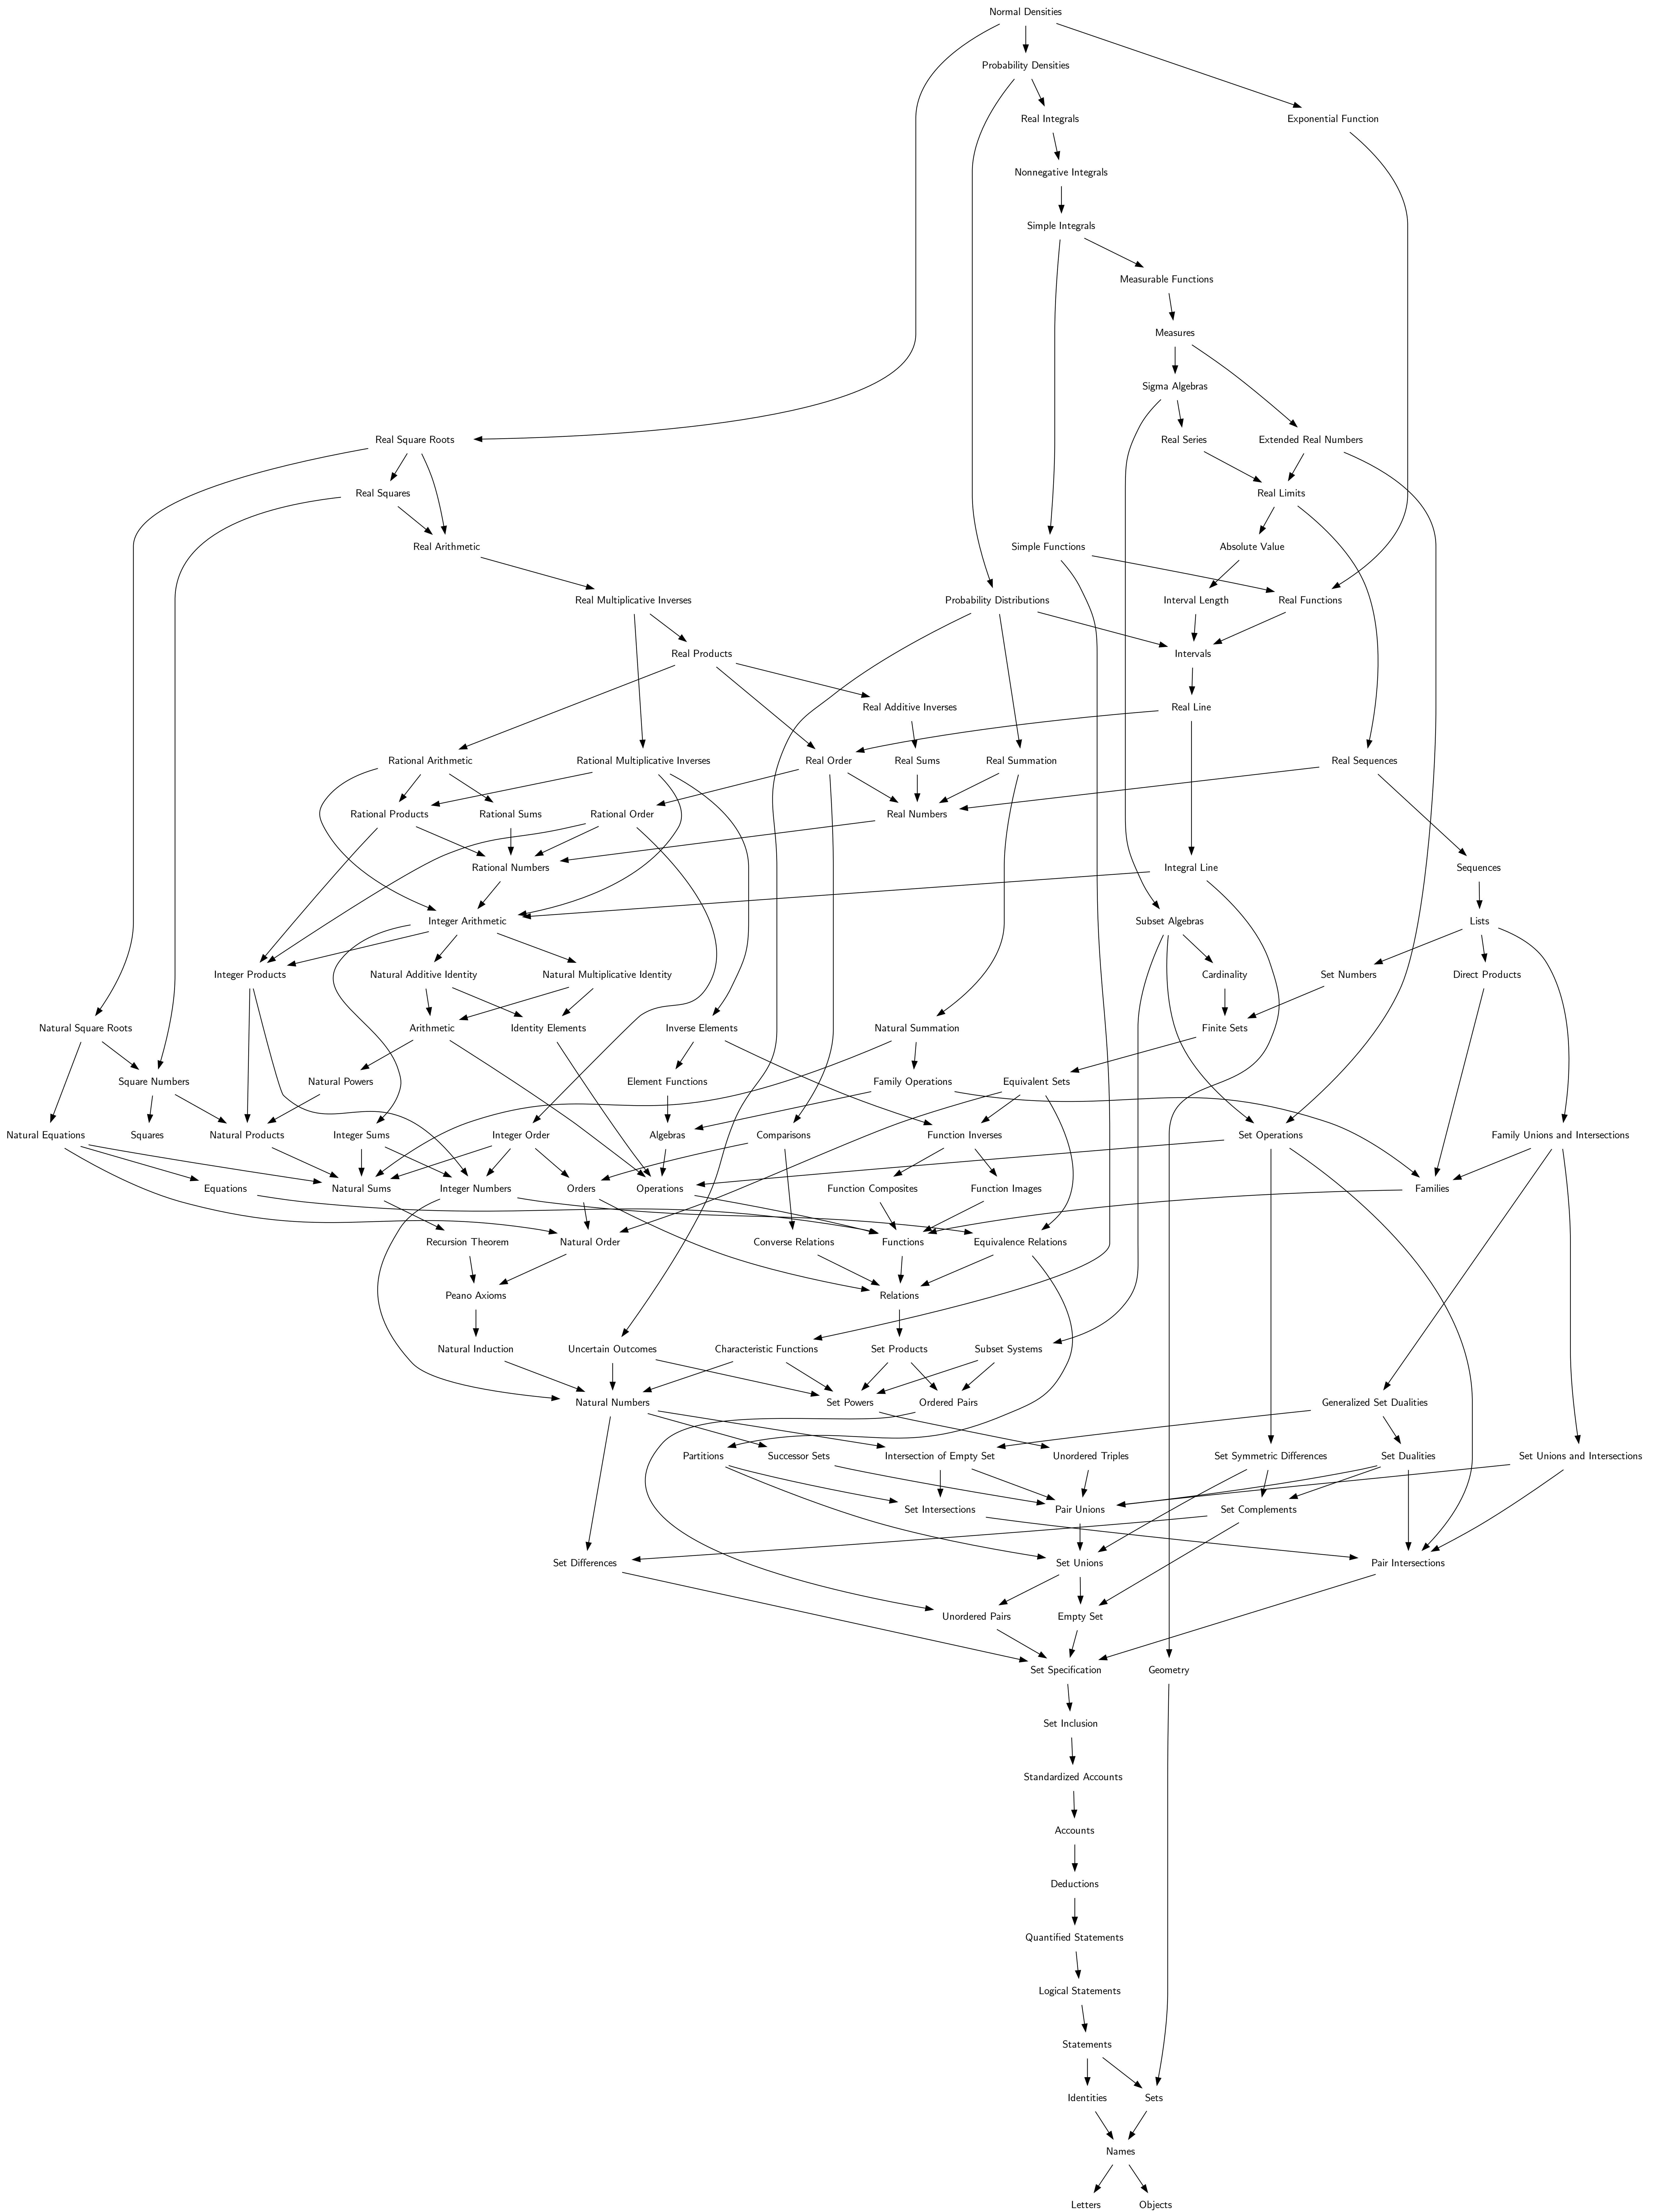 Normal Densities
Probability Densities
Real Integrals
Exponential Function
Nonnegative Integrals
Simple Integrals
Measurable Functions
Measures
Sigma Algebras
Real Square Roots
Real Series
Extended Real Numbers
Real Squares
Real Limits
Real Arithmetic
Simple Functions
Absolute Value
Real Multiplicative Inverses
Probability Distributions
Interval Length
Real Functions
Real Products
Intervals
Real Additive Inverses
Real Line
Rational Arithmetic
Rational Multiplicative Inverses
Real Order
Real Sums
Real Summation
Real Sequences
Rational Products
Rational Sums
Rational Order
Real Numbers
Rational Numbers
Integral Line
Sequences
Integer Arithmetic
Subset Algebras
Lists
Integer Products
Natural Additive Identity
Natural Multiplicative Identity
Cardinality
Set Numbers
Direct Products
Natural Square Roots
Arithmetic
Identity Elements
Inverse Elements
Natural Summation
Finite Sets
Square Numbers
Natural Powers
Element Functions
Family Operations
Equivalent Sets
Natural Equations
Squares
Natural Products
Integer Sums
Integer Order
Algebras
Comparisons
Function Inverses
Set Operations
Family Unions and Intersections
Equations
Natural Sums
Integer Numbers
Orders
Operations
Function Composites
Function Images
Families
Recursion Theorem
Natural Order
Converse Relations
Functions
Equivalence Relations
Peano Axioms
Relations
Natural Induction
Uncertain Outcomes
Characteristic Functions
Set Products
Subset Systems
Natural Numbers
Set Powers
Ordered Pairs
Generalized Set Dualities
Partitions
Successor Sets
Intersection of Empty Set
Unordered Triples
Set Symmetric Differences
Set Dualities
Set Unions and Intersections
Set Intersections
Pair Unions
Set Complements
Set Differences
Set Unions
Pair Intersections
Unordered Pairs
Empty Set
Set Specification
Geometry
Set Inclusion
Standardized Accounts
Accounts
Deductions
Quantified Statements
Logical Statements
Statements
Identities
Sets
Names
Letters
Objects